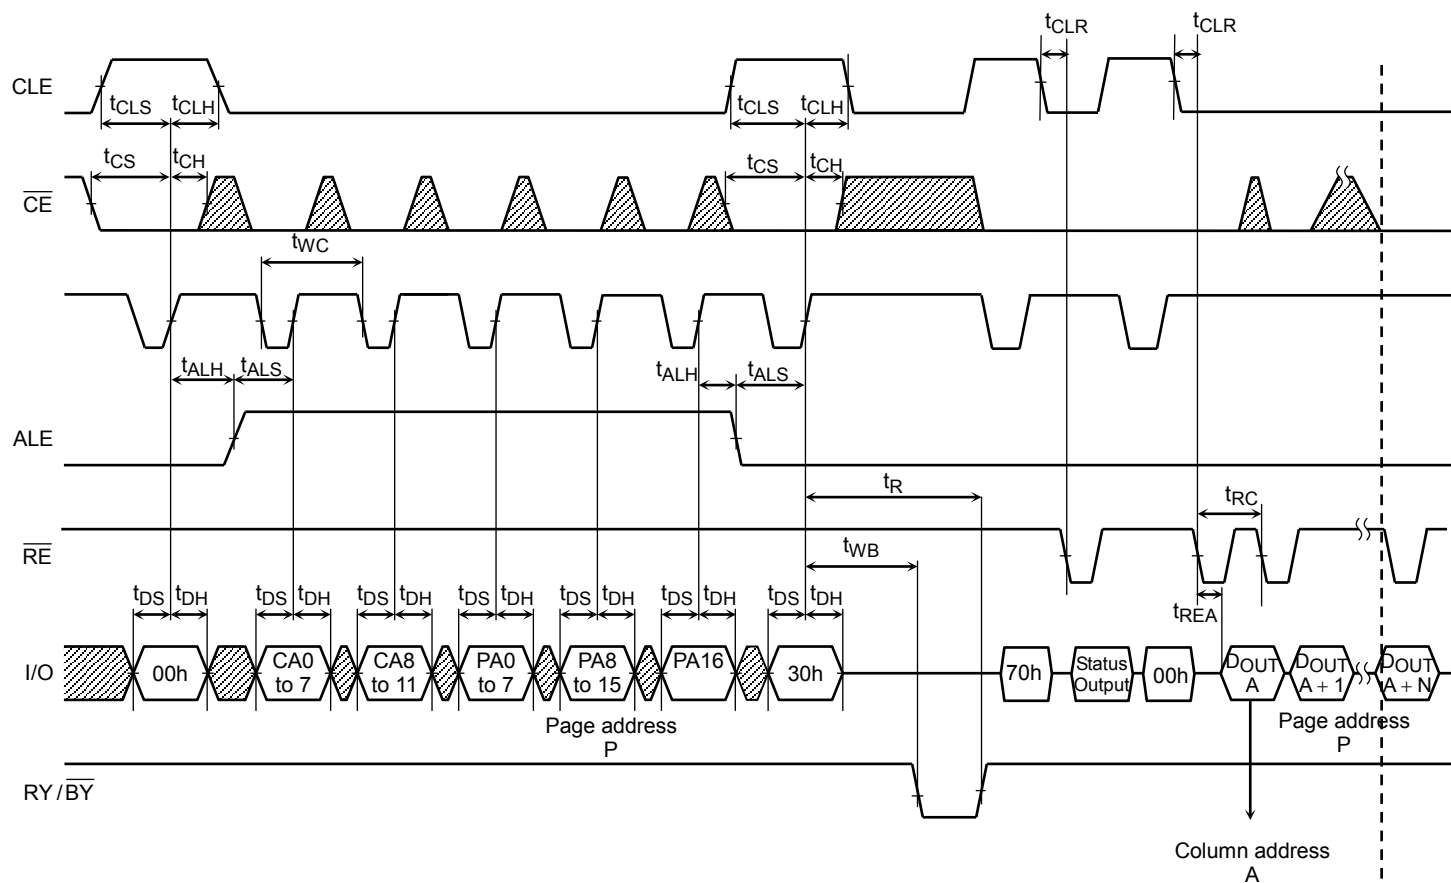 tCLR tCLR
CLE
tCLS tCLH tCLS tCLH
tCS tCH tCS tCH
CE
tWC
tALH tALS tALH tALS
ALE
tR
tRC
RE
tWB
tDS tDH tDS tDH tDS tDH tDS tDH tDS tDH tDS tDH tDS tDH
tREA
I/O
00h
CA0
to 7
CA8
to 11
PA0
to 7
PA8
to 15
PA16
30h
70h
Status
Output
00h
DOUT
A
DOUT
A + 1
DOUT
A + N
Page address
P
Page address
P
RY/BY
Column address
A